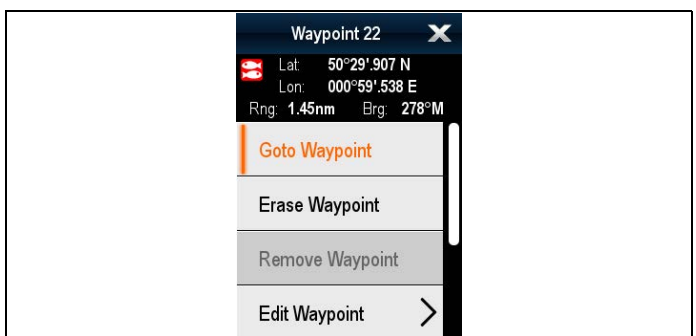 Waypoint 22 X
Lat: 50°29'.907 N
Lon: 000°59'.538 E
Rng: 1.45nm Brg: 278°M
Goto Waypoint
Erase Waypoint
Remove Waypoint
Edit Waypoint